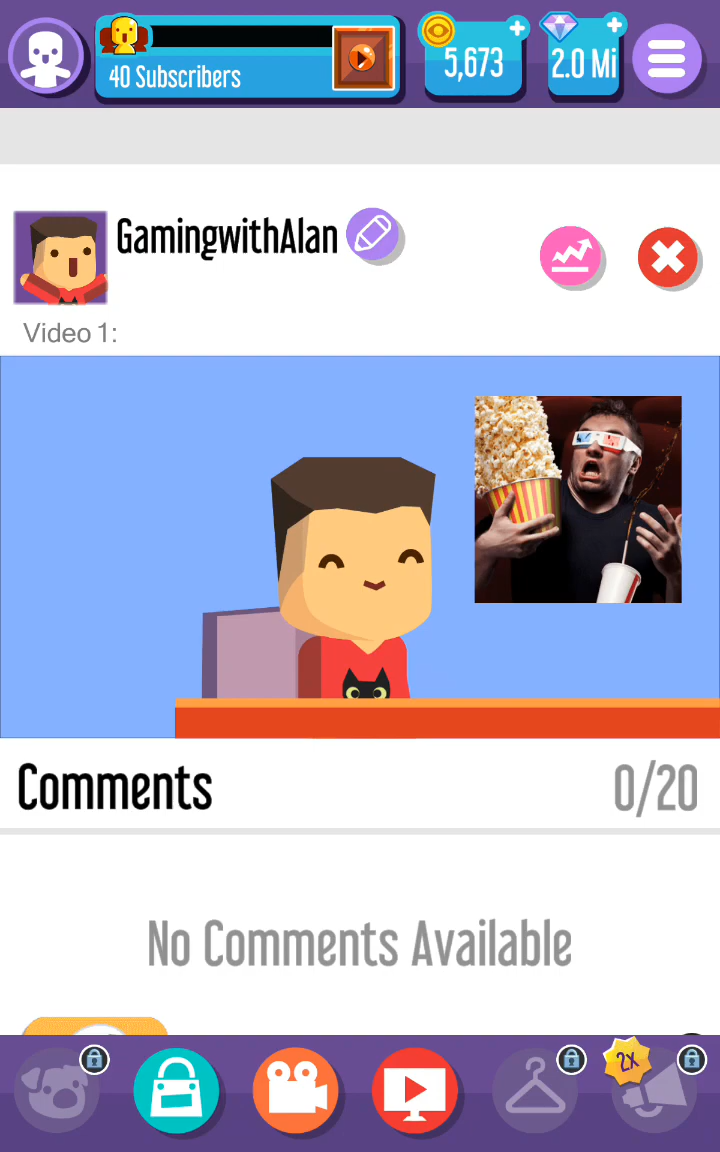 40 Subscribers
5,673
2.0 Mi
GamingwithAlan
Video 1:
Comments
0/20
No Comments Available
2X